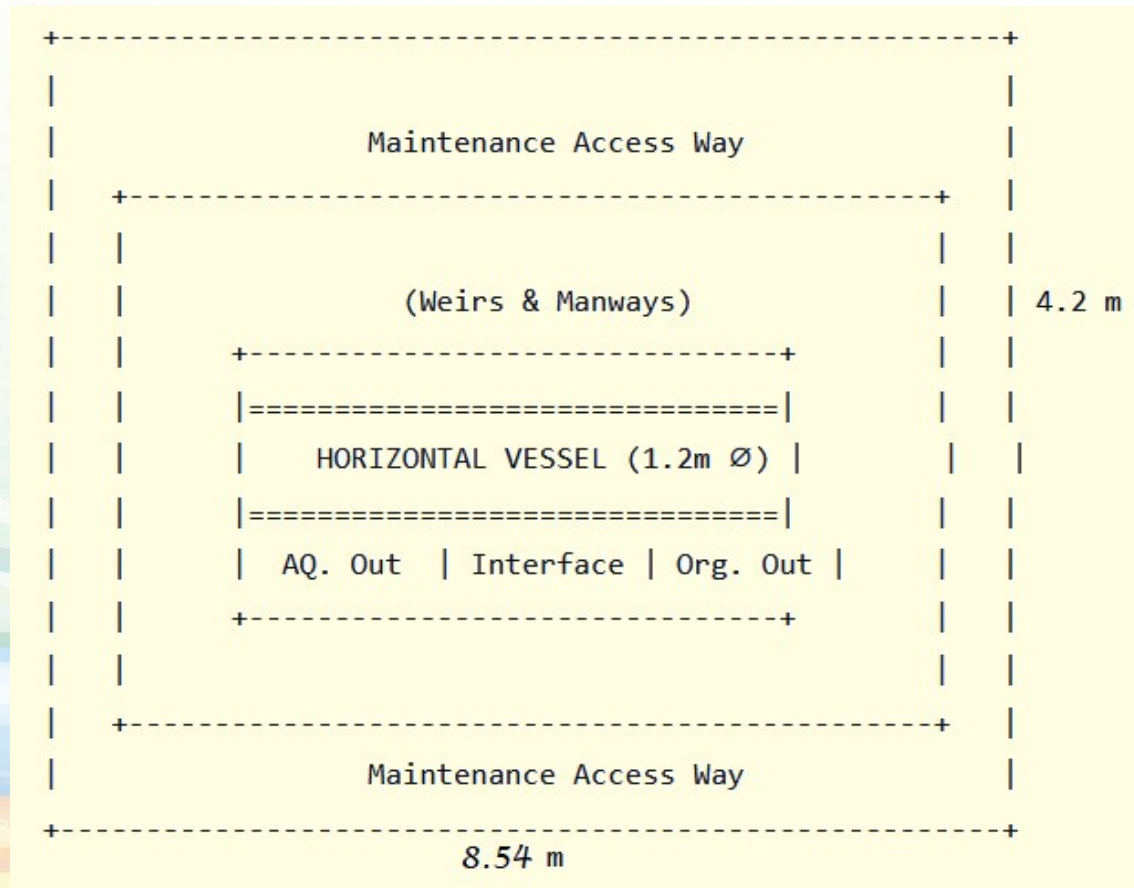 Maintenance Access Way
(Weirs & Manways)
4.2 m
HORIZONTAL VESSEL (1.2m Ø)
AQ. Out | Interface | Org. Out |
Maintenance Access Way
8.54 m